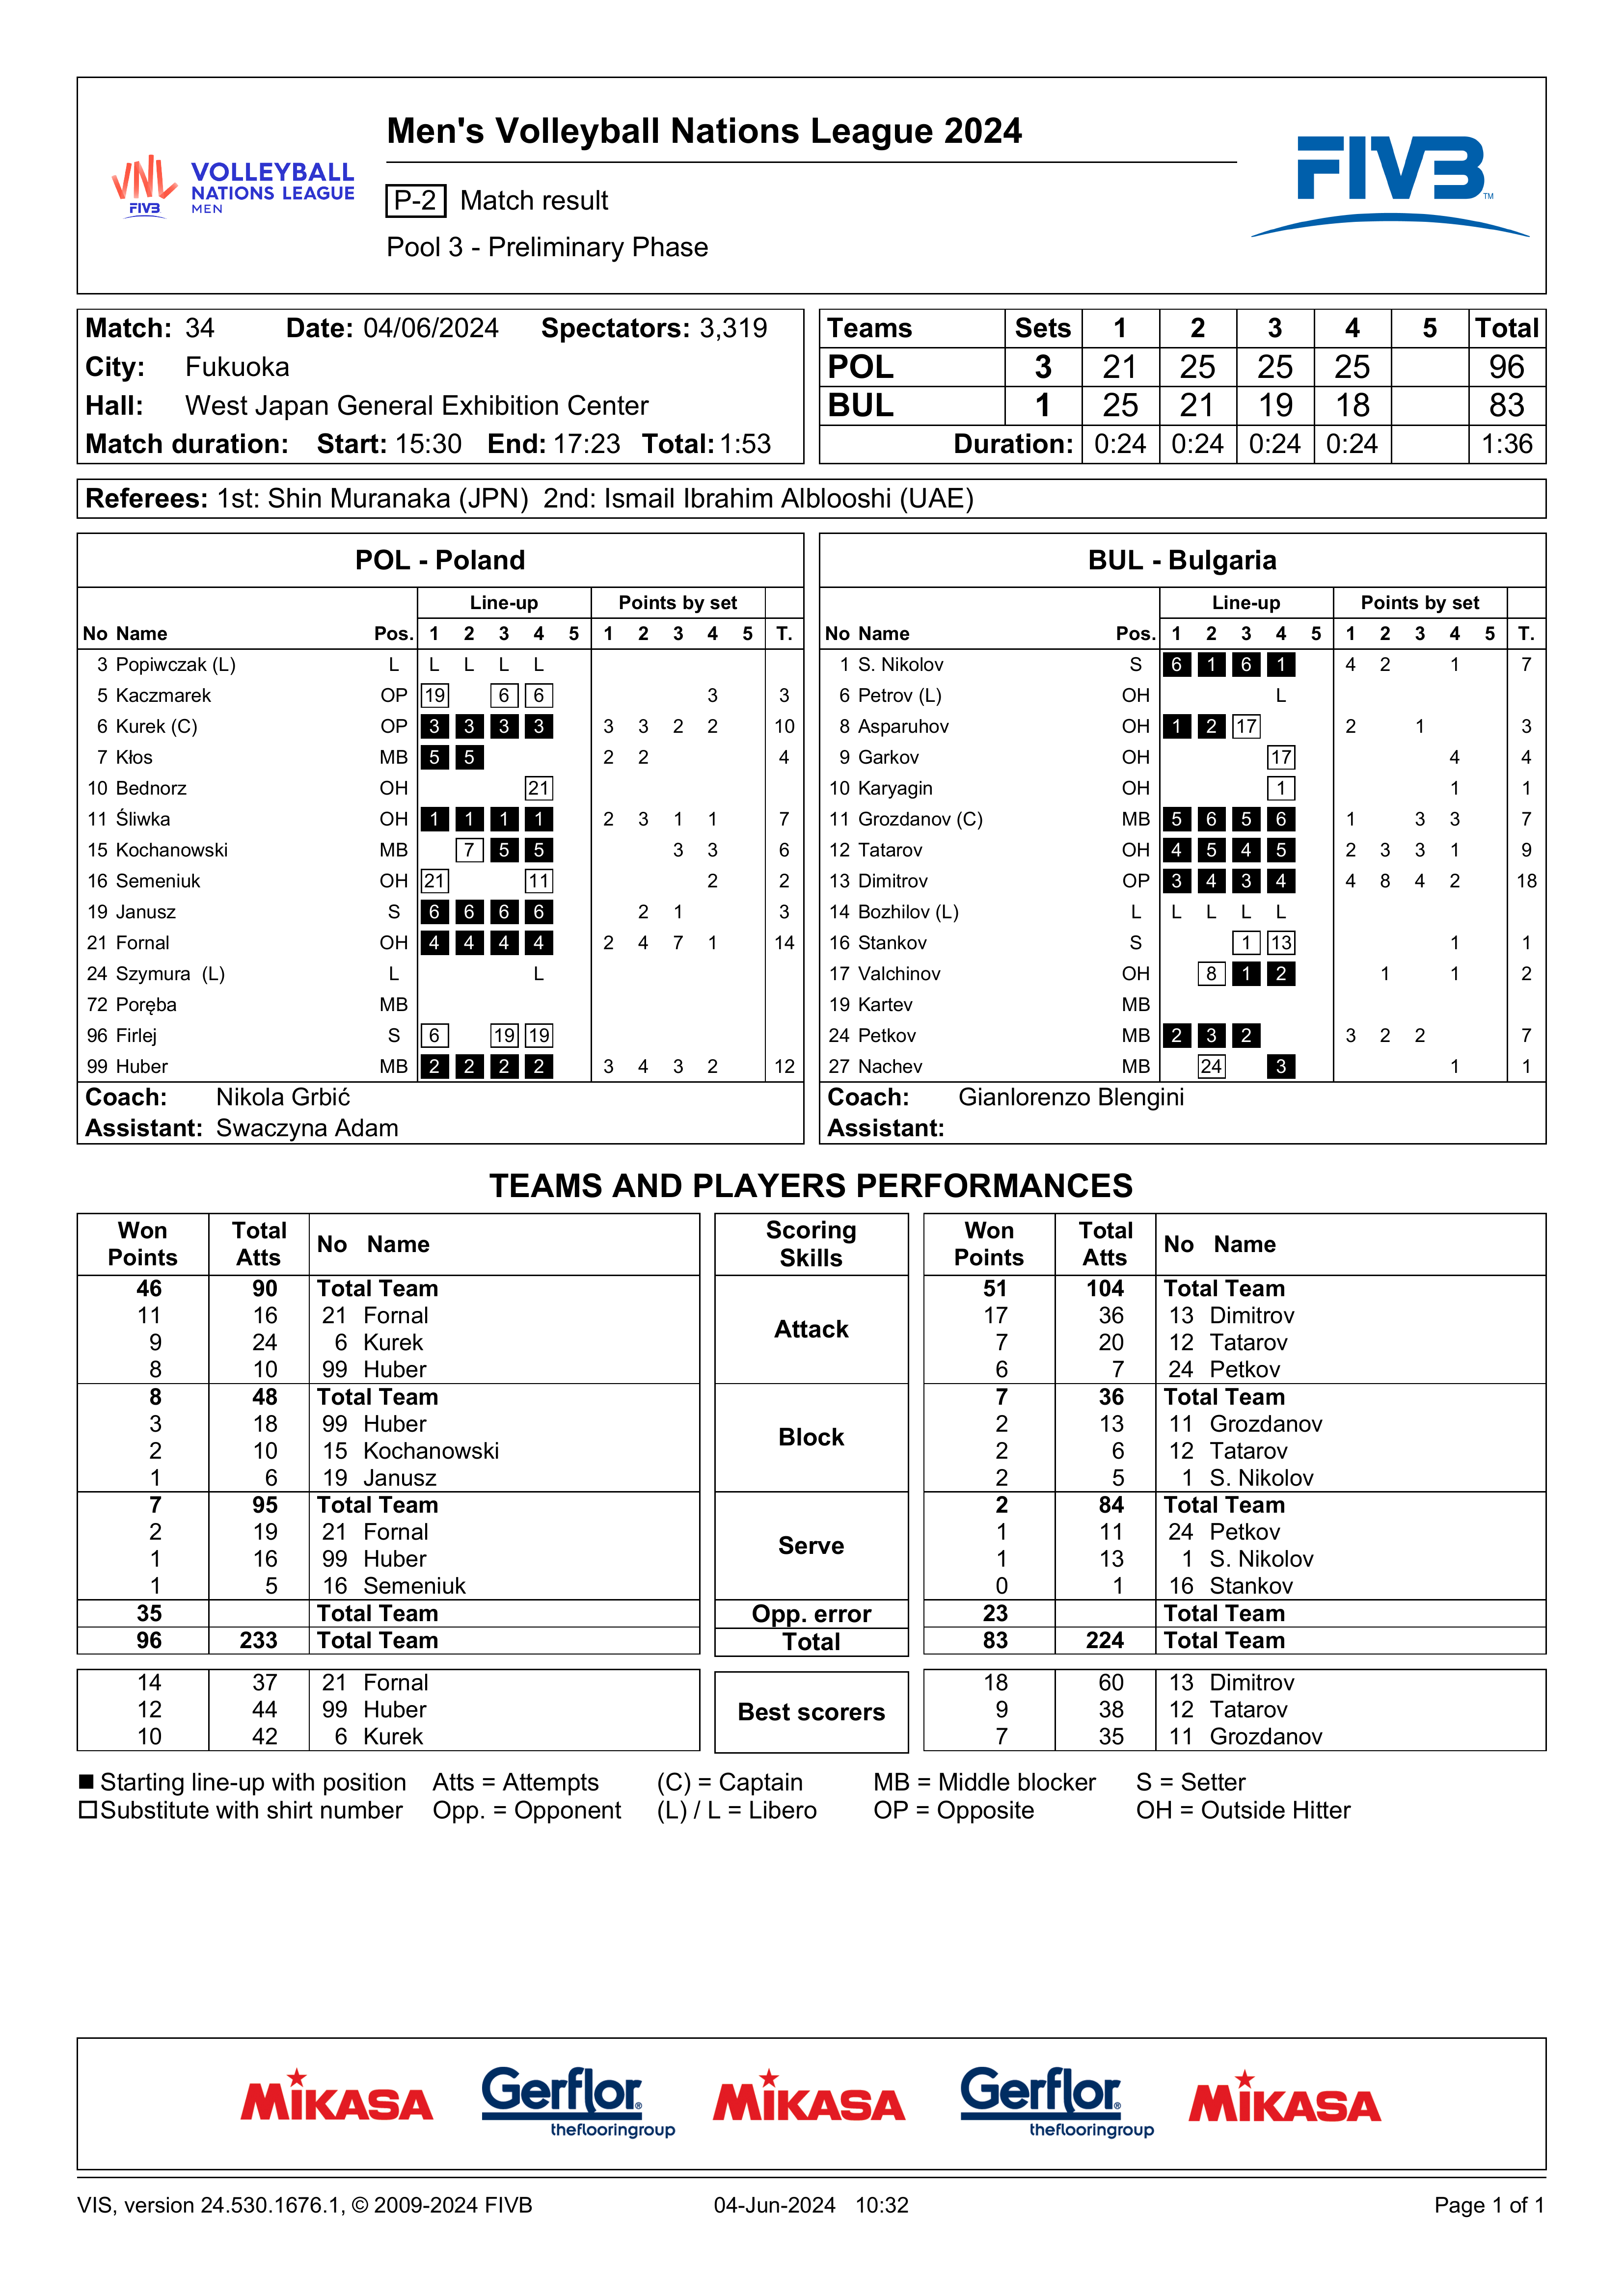 Men's Volleyball Nations League 2024
VNL FIVB VOLLEYBALL NATIONS LEAGUE MEN
P-2 Match result
Pool 3 - Preliminary Phase
FIVB TM
Match: 34 Date: 04/06/2024 Spectators: 3,319
City: Fukuoka
Hall: West Japan General Exhibition Center
Match duration: Start: 15:30 End: 17:23 Total: 1:53
Teams Sets 1 2 3 4 5 Total
POL 3 21 25 25 25 96
BUL 1 25 21 19 18 83
Duration: 0:24 0:24 0:24 0:24 1:36
Referees: 1st: Shin Muranaka (JPN) 2nd: Ismail Ibrahim Alblooshi (UAE)
POL - Poland
Line-up Points by set
No Name Pos. 1 2 3 4 5 1 2 3 4 5 T.
3 Popiwczak (L) L L L L L
5 Kaczmarek OP 19 6 6 3 3
6 Kurek (C) OP 3 3 3 3 3 3 2 2 10
7 Kłos MB 5 5 2 2 4
10 Bednorz OH 21
11 Śliwka OH 1 1 1 1 2 3 1 1 7
15 Kochanowski MB 7 5 5 3 3 6
16 Semeniuk OH 21 11 2 2
19 Janusz S 6 6 6 6 2 1 3
21 Fornal OH 4 4 4 4 2 4 7 1 14
24 Szymura (L) L L
72 Poręba MB
96 Firlej S 6 19 19
99 Huber MB 2 2 2 2 3 4 3 2 12
Coach: Nikola Grbić
Assistant: Swaczyna Adam
BUL - Bulgaria
Line-up Points by set
No Name Pos. 1 2 3 4 5 1 2 3 4 5 T.
1 S. Nikolov S 6 1 6 1 4 2 1 7
6 Petrov (L) OH L
8 Asparuhov OH 1 2 17 2 1 3
9 Garkov OH 17 4 4
10 Karyagin OH 1 1 1
11 Grozdanov (C) MB 5 6 5 6 1 3 3 7
12 Tatarov OH 4 5 4 5 2 3 3 1 9
13 Dimitrov OP 3 4 3 4 4 8 4 2 18
14 Bozhilov (L) L L L L L
16 Stankov S 1 13 1 1
17 Valchinov OH 8 1 2 1 1 2
19 Kartev MB
24 Petkov MB 2 3 2 3 2 2 7
27 Nachev MB 24 3 1 1
Coach: Gianlorenzo Blengini
Assistant:
TEAMS AND PLAYERS PERFORMANCES
Won Points Total Atts No Name Scoring Skills Won Points Total Atts No Name
46 90 Total Team Attack 51 104 Total Team
11 16 21 Fornal 17 36 13 Dimitrov
9 24 6 Kurek 7 20 12 Tatarov
8 10 99 Huber 6 7 24 Petkov
8 48 Total Team Block 7 36 Total Team
3 18 99 Huber 2 13 11 Grozdanov
2 10 15 Kochanowski 2 6 12 Tatarov
1 6 19 Janusz 2 5 1 S. Nikolov
7 95 Total Team Serve 2 84 Total Team
2 19 21 Fornal 1 11 24 Petkov
1 16 99 Huber 1 13 1 S. Nikolov
1 5 16 Semeniuk 0 1 16 Stankov
35 Total Team Opp. error 23 Total Team
96 233 Total Team Total 83 224 Total Team
14 37 21 Fornal Best scorers 18 60 13 Dimitrov
12 44 99 Huber 9 38 12 Tatarov
10 42 6 Kurek 7 35 11 Grozdanov
Starting line-up with position Atts = Attempts (C) = Captain MB = Middle blocker S = Setter
Substitute with shirt number Opp. = Opponent (L) / L = Libero OP = Opposite OH = Outside Hitter
MIKASA Gerflor® theflooringgroup MIKASA Gerflor® theflooringgroup MIKASA
VIS, version 24.530.1676.1, © 2009-2024 FIVB 04-Jun-2024 10:32 Page 1 of 1